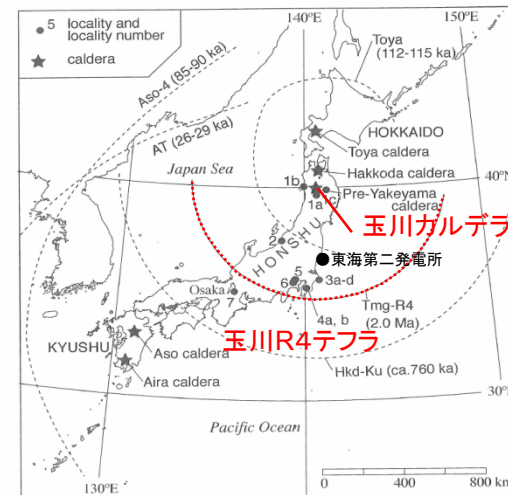 140°E
150°E
5 locality and
locality number
caldera
Toya
(112-115 ka)
Aso-4 (85-90 ka)
AT (26-29 ka)
HOKKAIDO
Toya caldera
Japan Sea
Hakkoda caldera
40°N
1b
1a
c
Pre-Yakeyama
caldera
玉川カルデラ
2
HONSHU
東海第二発電所
Osaka
7
6
5
3a-d
Tmg-R4
(2.0 Ma)
4a, b
玉川R4テフラ
KYUSHU
Aso caldera
Aira caldera
Hkd-Ku (ca.760 ka)
30°N
Pacific Ocean
130°E
0 400 800 km